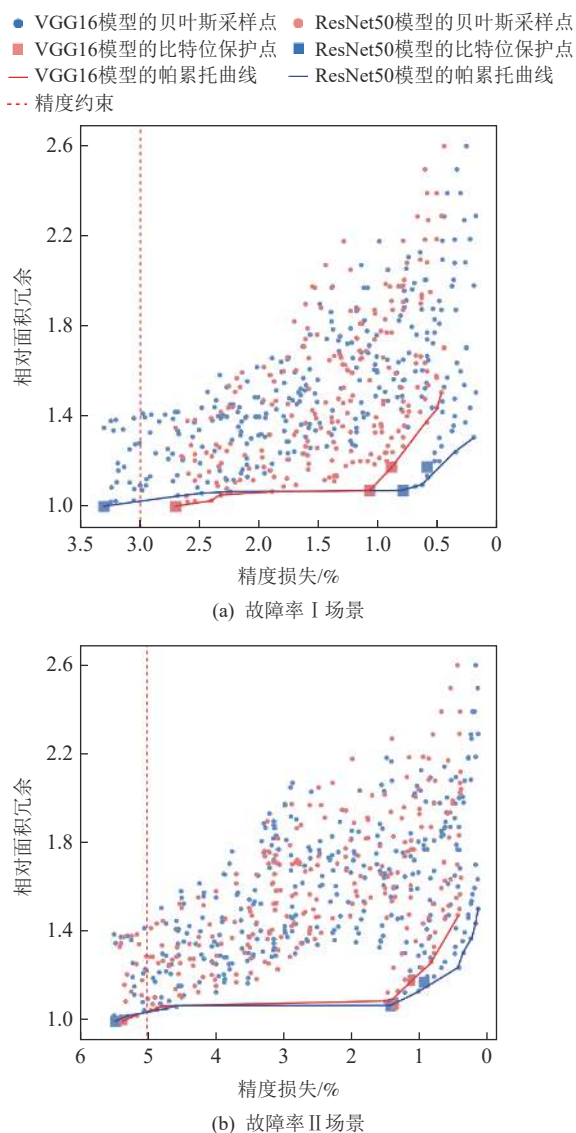 VGG16模型的贝叶斯采样点 ResNet50模型的贝叶斯采样点
VGG16模型的比特位保护点 ResNet50模型的比特位保护点
VGG16模型的帕累托曲线 ResNet50模型的帕累托曲线
精度约束
2.6
2.2
1.8
1.4
1.0
相对面积冗余
3.5 3.0 2.5 2.0 1.5 1.0 0.5 0
精度损失/%
(a) 故障率Ⅰ场景
2.6
2.2
1.8
1.4
1.0
相对面积冗余
6 5 4 3 2 1 0
精度损失/%
(b) 故障率Ⅱ场景